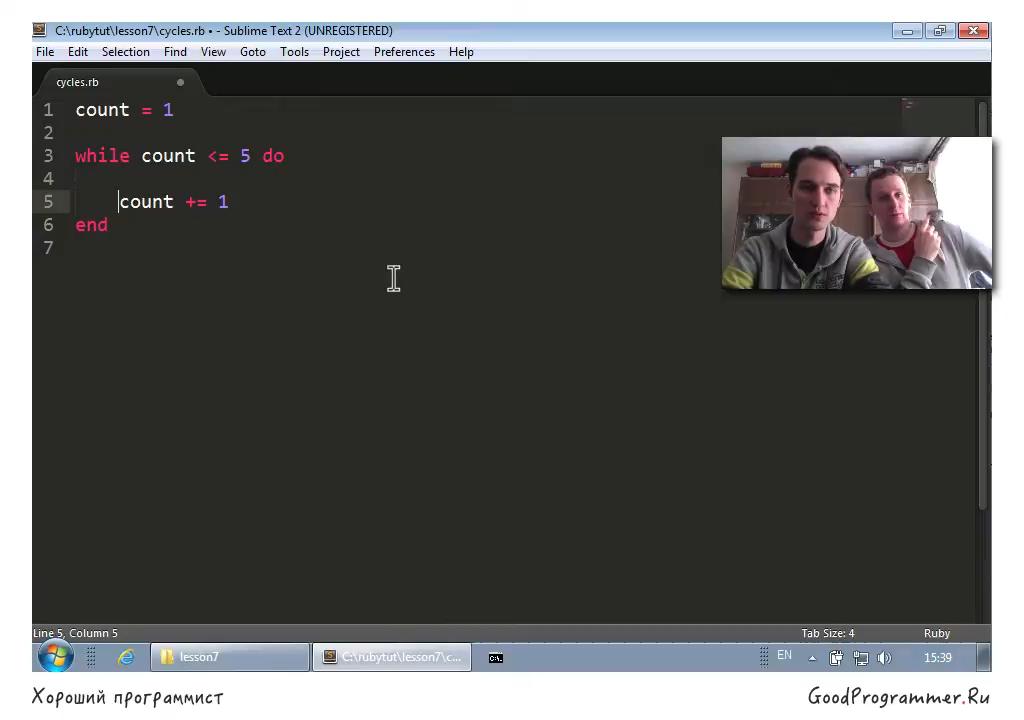 C:\rubytut\lesson7\cycles.rb • - Sublime Text 2 (UNREGISTERED)
File Edit Selection Find View Goto Tools Project Preferences Help
cycles.rb
1 count = 1
2
3 while count <= 5 do
4
5 count += 1
6 end
7
Line 5, Column 5 Tab Size: 4 Ruby
lesson7 C:\rubytut\lesson7\c... EN 15:39
Хороший программист GoodProgrammer.Ru